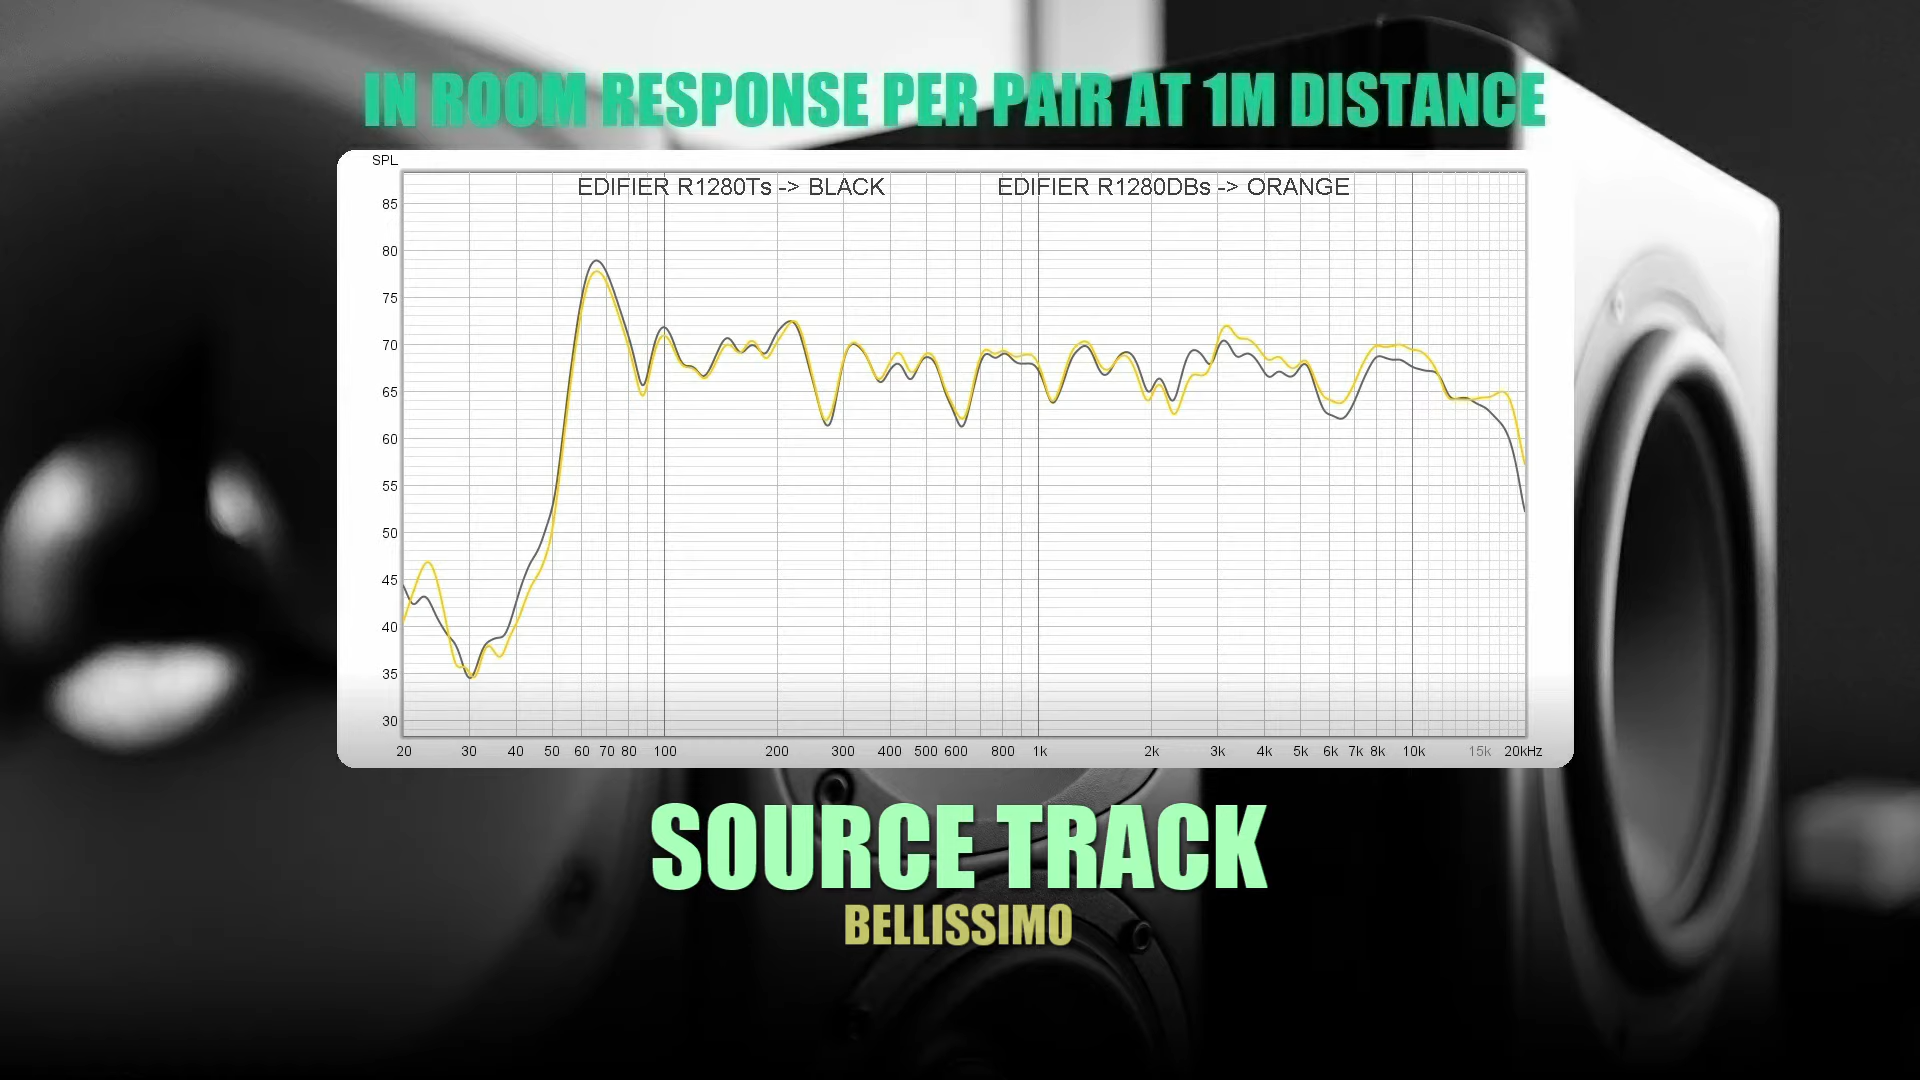 IN ROOM RESPONSE PER PAIR AT 1M DISTANCE
SPL
EDIFIER R1280Ts -> BLACK EDIFIER R1280DBs -> ORANGE
85
80
75
70
65
60
55
50
45
40
35
30
20 30 40 50 60 70 80 100 200 300 400 500 600 800 1k 2k 3k 4k 5k 6k 7k 8k 10k 15k 20kHz
SOURCE TRACK
BELLISSIMO